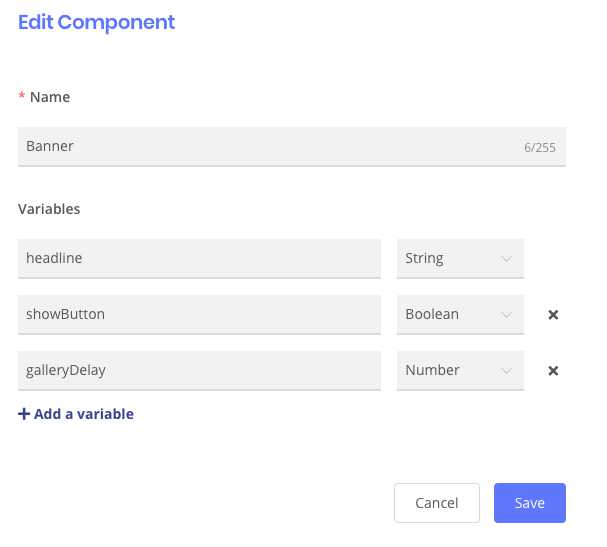 Edit Component
* Name
Banner 6/255
Variables
headline String
showButton Boolean
galleryDelay Number
+ Add a variable
Cancel Save